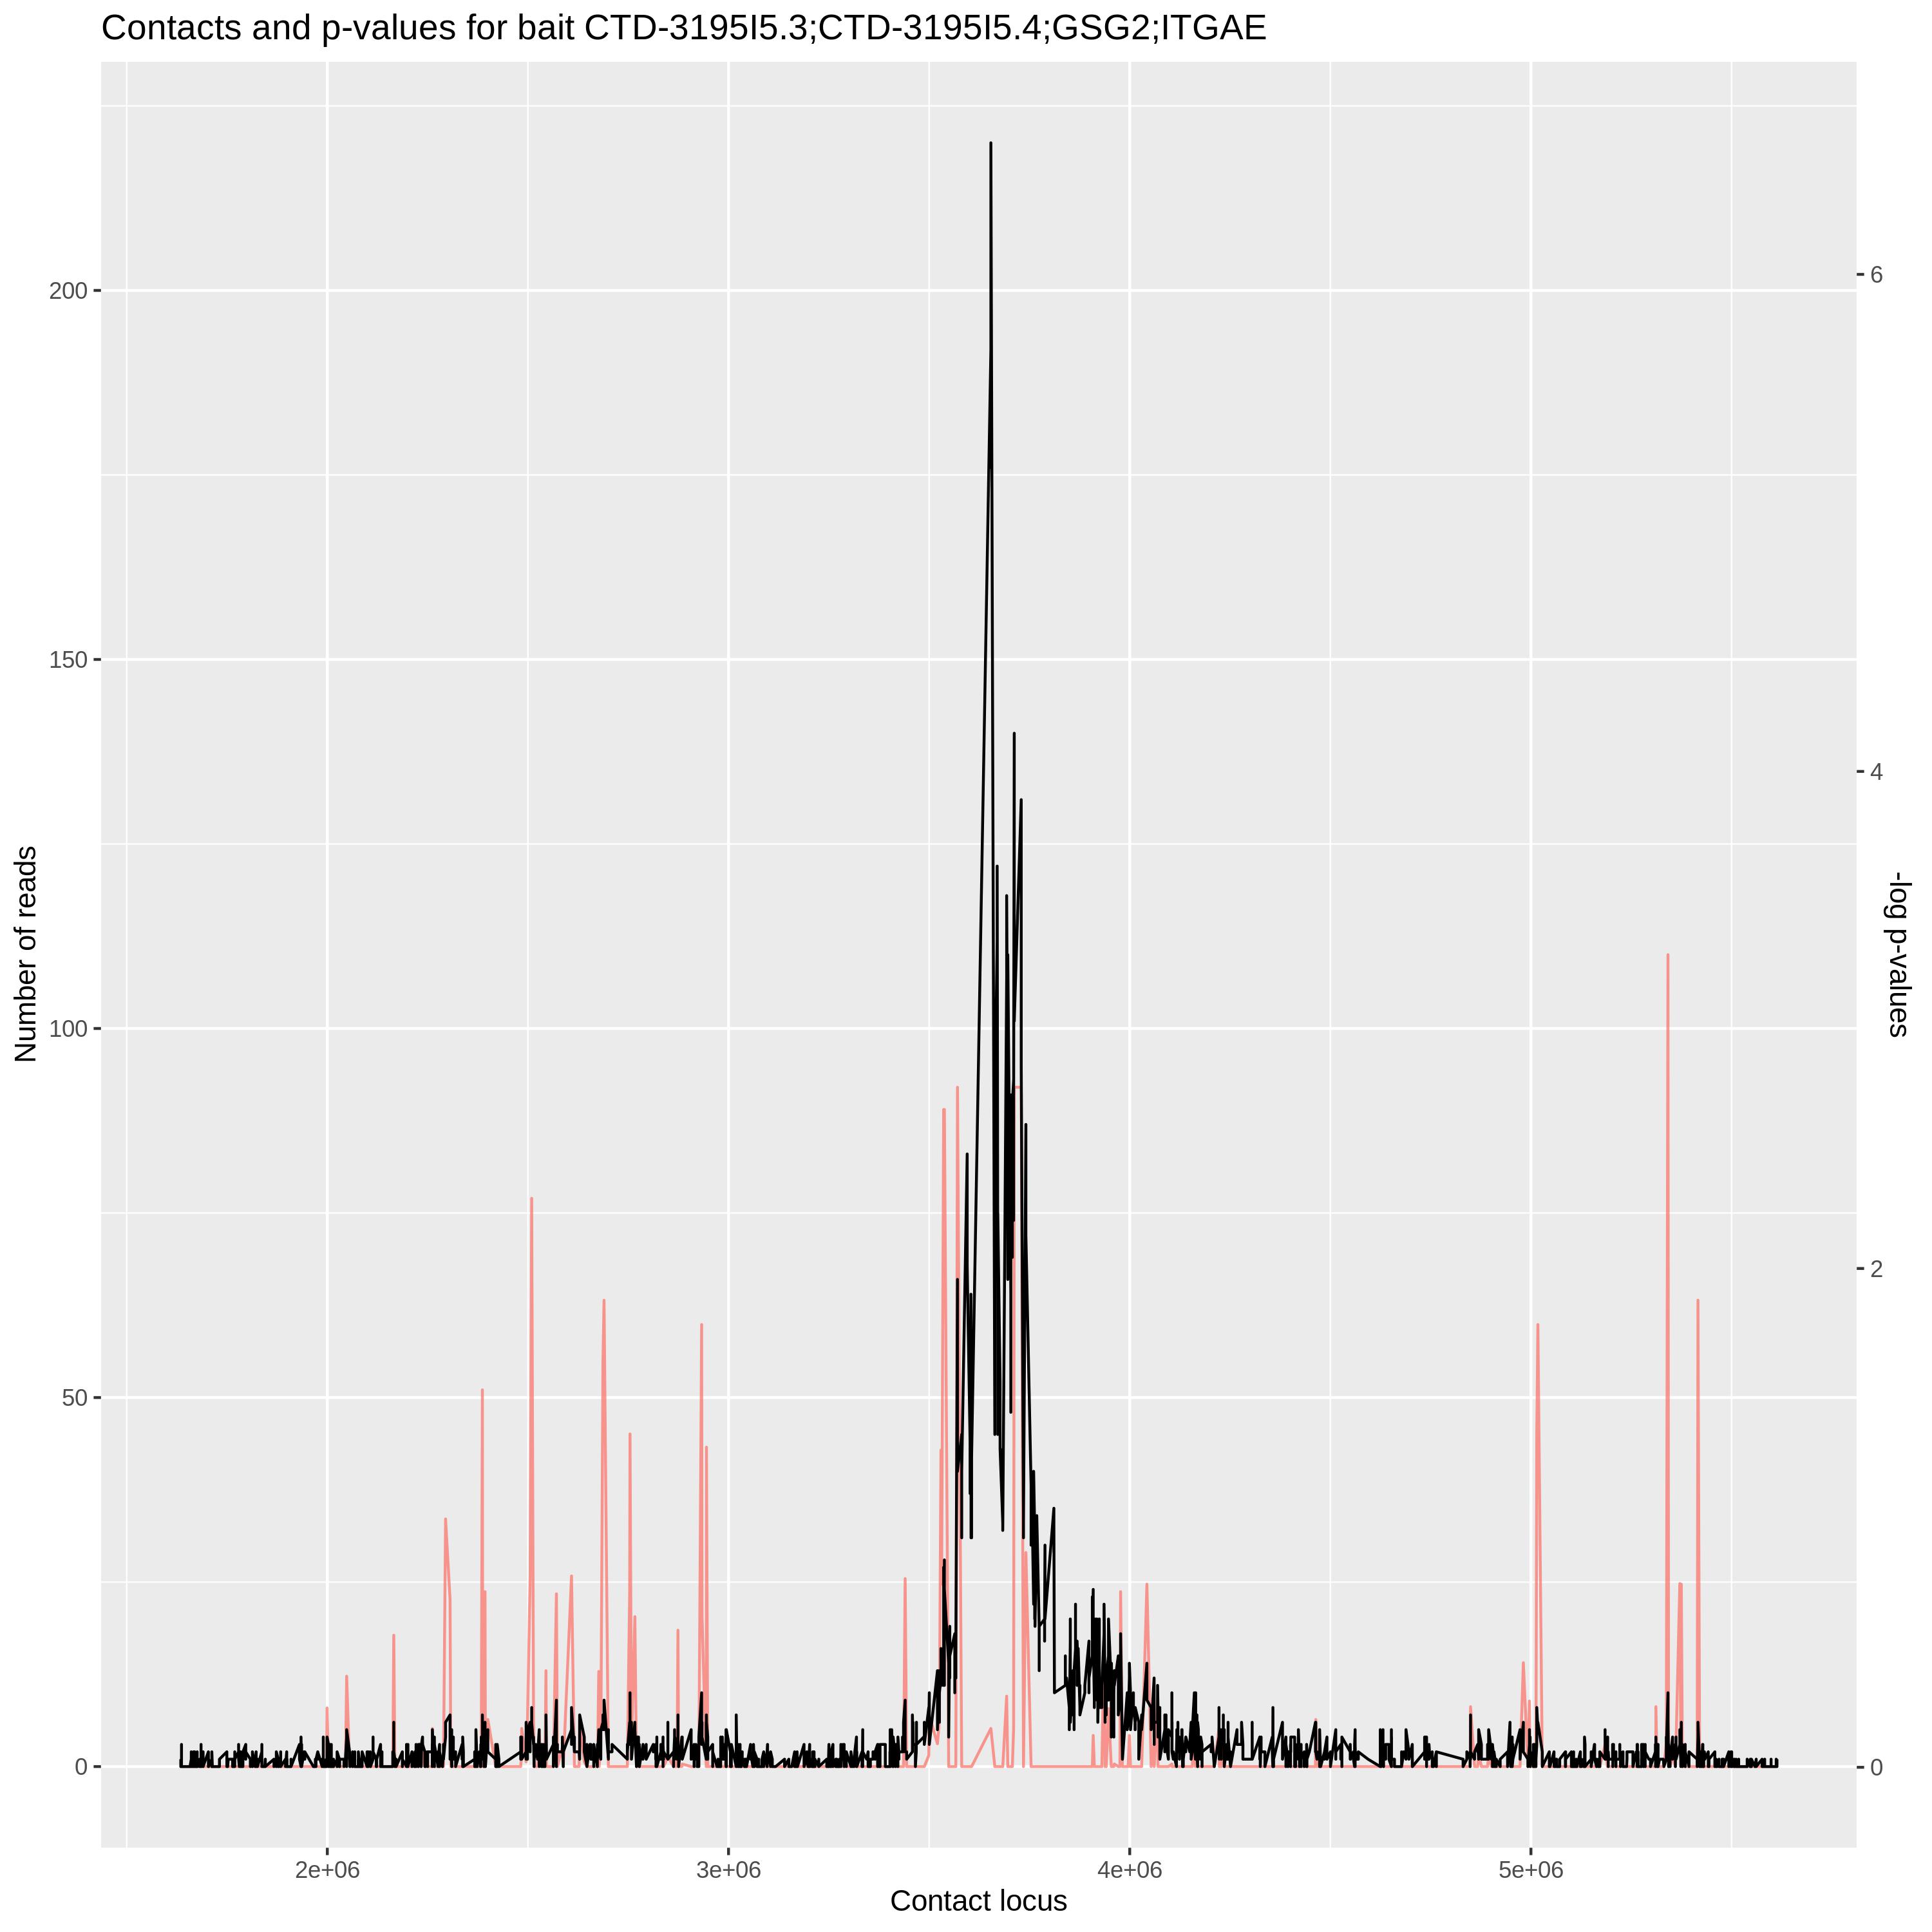 Contacts and p-values for bait CTD-3195I5.3;CTD-3195I5.4;GSG2;ITGAE
200
150
100
50
0
Number of reads
6
4
2
0
-log p-values
2e+06
3e+06
4e+06
5e+06
Contact locus